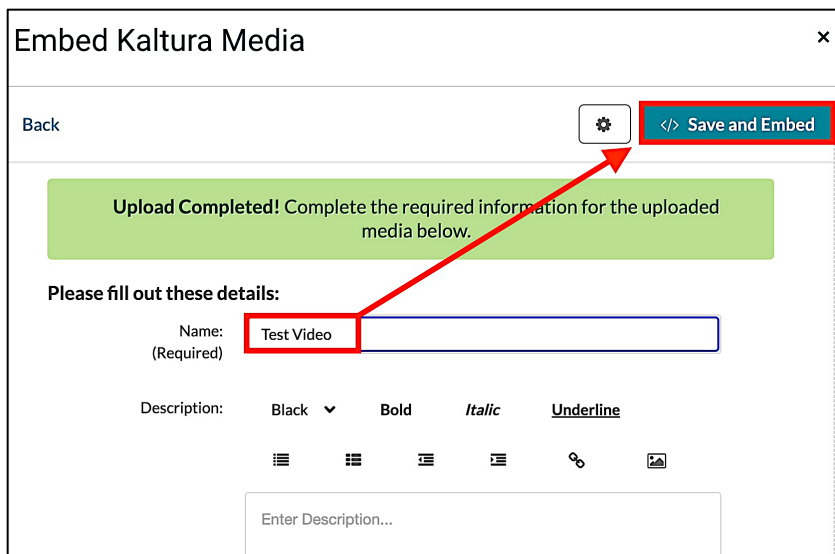 Embed Kaltura Media
×
Back
</> Save and Embed
Upload Completed! Complete the required information for the uploaded
media below.
Please fill out these details:
Name:
(Required)
Test Video
Description:
Black Bold Italic Underline
Enter Description...